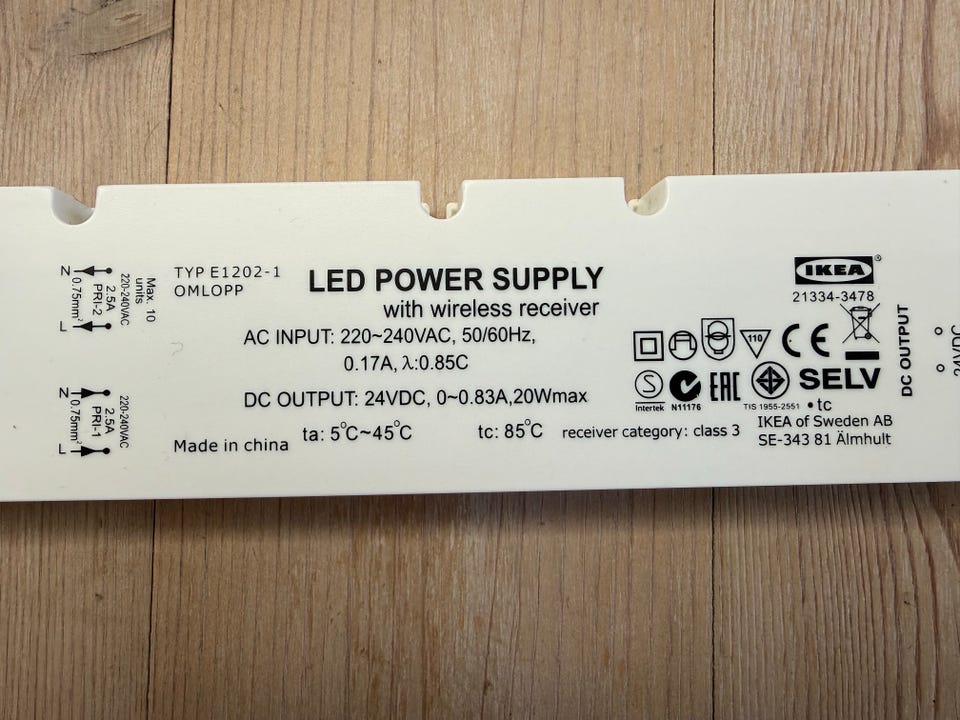 N
0.75mm²
2.5A
PRI-2
220-240VAC
Max. 10
units
L
N
0.75mm²
2.5A
PRI-1
220-240VAC
L
TYP E1202-1
OMLOPP
LED POWER SUPPLY
with wireless receiver
AC INPUT: 220~240VAC, 50/60Hz,
0.17A, λ:0.85C
DC OUTPUT: 24VDC, 0~0.83A,20Wmax
Made in china
ta: 5°C~45°C
tc: 85°C
receiver category: class 3
IKEA®
21334-3478
110
CE
S
Intertek
N11176
EAC
SELV
TIS 1955-2551
•tc
IKEA of Sweden AB
SE-343 81 Älmhult
DC OUTPUT
24VDC